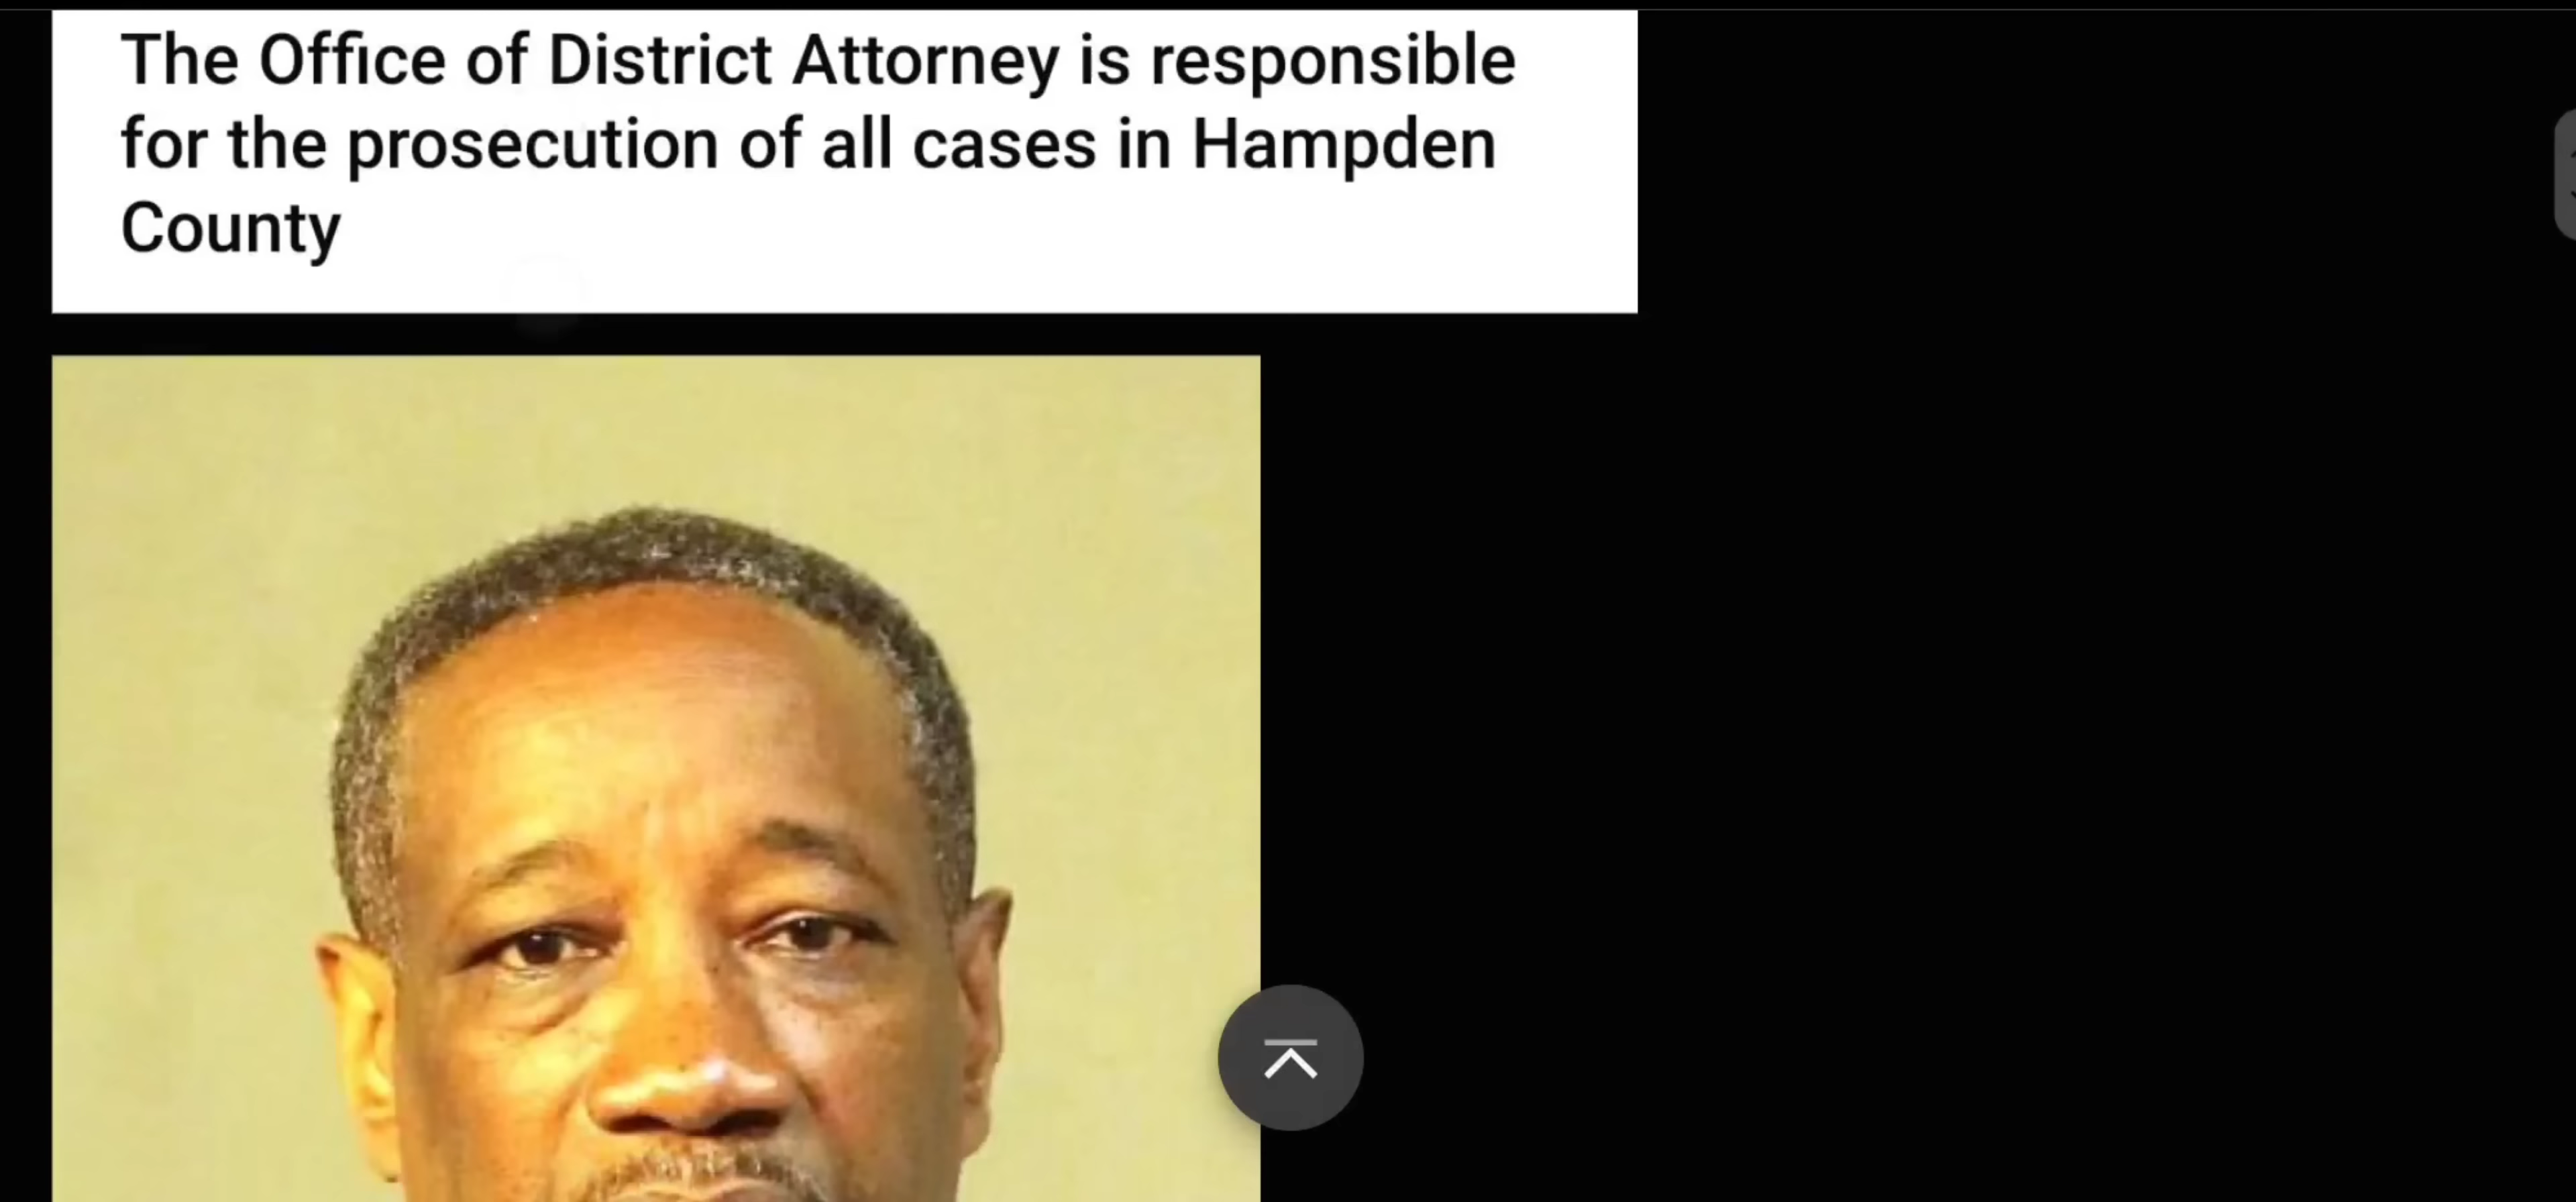 The Office of District Attorney is responsible
for the prosecution of all cases in Hampden
County